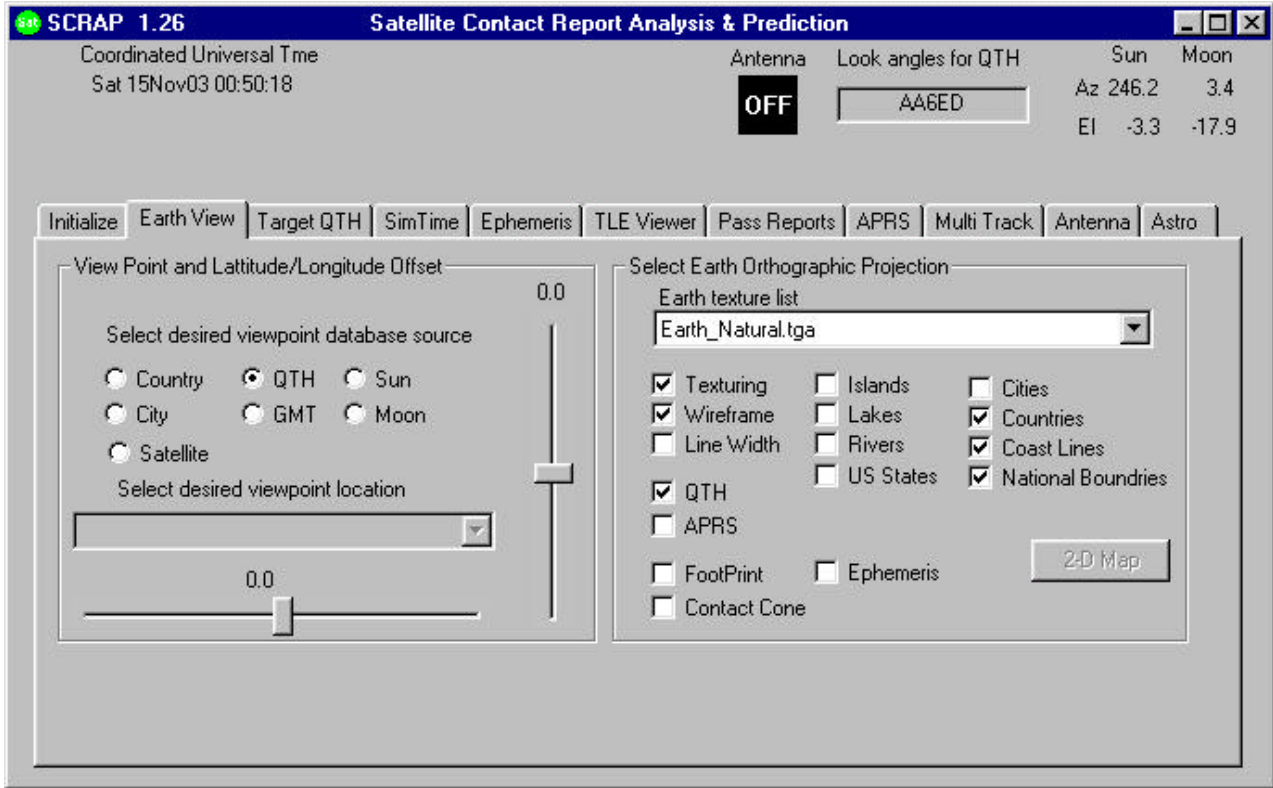 Sat SCRAP 1.26 Satellite Contact Report Analysis & Prediction
Coordinated Universal Tme
Sat 15Nov03 00:50:18
Antenna
OFF
Look angles for QTH
AA6ED
Sun Moon
Az 246.2 3.4
El -3.3 -17.9
Initialize Earth View Target QTH SimTime Ephemeris TLE Viewer Pass Reports APRS Multi Track Antenna Astro
View Point and Lattitude/Longitude Offset
0.0
Select desired viewpoint database source
Country QTH Sun
City GMT Moon
Satellite
Select desired viewpoint location
0.0
Select Earth Orthographic Projection
Earth texture list
Earth_Natural.tga
Texturing Islands Cities
Wireframe Lakes Countries
Line Width Rivers Coast Lines
QTH US States National Boundries
APRS
2-D Map
FootPrint Ephemeris
Contact Cone